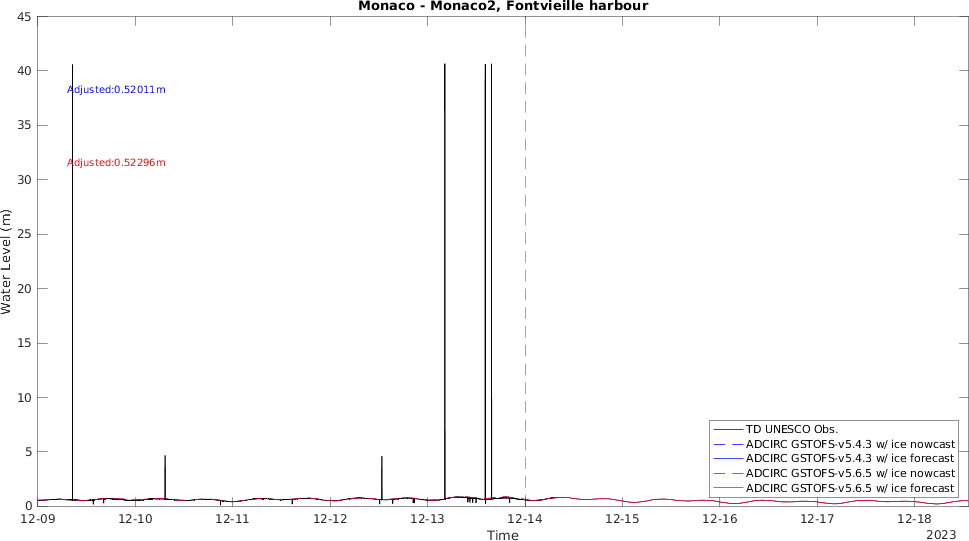 Monaco - Monaco2, Fontvieille harbour
45
40
35
30
25
20
15
10
5
0
Water Level (m)
Adjusted:0.52011m
Adjusted:0.52296m
TD UNESCO Obs.
ADCIRC GSTOFS-v5.4.3 w/ ice nowcast
ADCIRC GSTOFS-v5.4.3 w/ ice forecast
ADCIRC GSTOFS-v5.6.5 w/ ice nowcast
ADCIRC GSTOFS-v5.6.5 w/ ice forecast
12-09 12-10 12-11 12-12 12-13 12-14 12-15 12-16 12-17 12-18
Time
2023